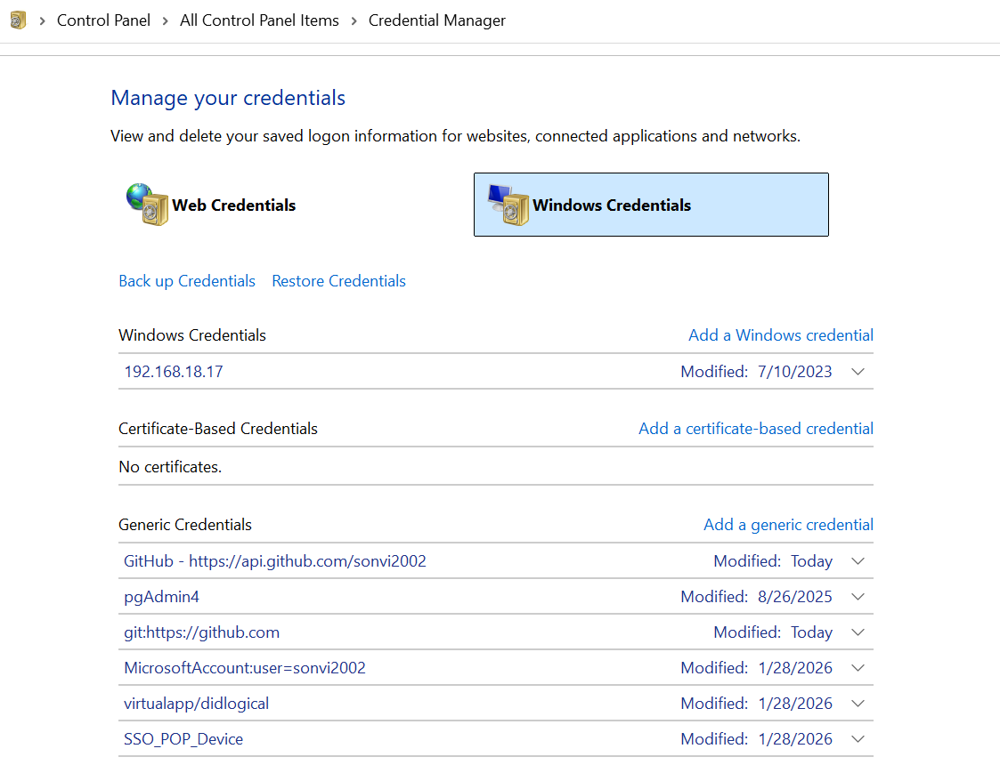 Control Panel > All Control Panel Items > Credential Manager
Manage your credentials
View and delete your saved logon information for websites, connected applications and networks.
Web Credentials
Windows Credentials
Back up Credentials Restore Credentials
Windows Credentials Add a Windows credential
192.168.18.17 Modified: 7/10/2023
Certificate-Based Credentials Add a certificate-based credential
No certificates.
Generic Credentials Add a generic credential
GitHub - https://api.github.com/sonvi2002 Modified: Today
pgAdmin4 Modified: 8/26/2025
git:https://github.com Modified: Today
MicrosoftAccount:user=sonvi2002 Modified: 1/28/2026
virtualapp/didlogical Modified: 1/28/2026
SSO_POP_Device Modified: 1/28/2026